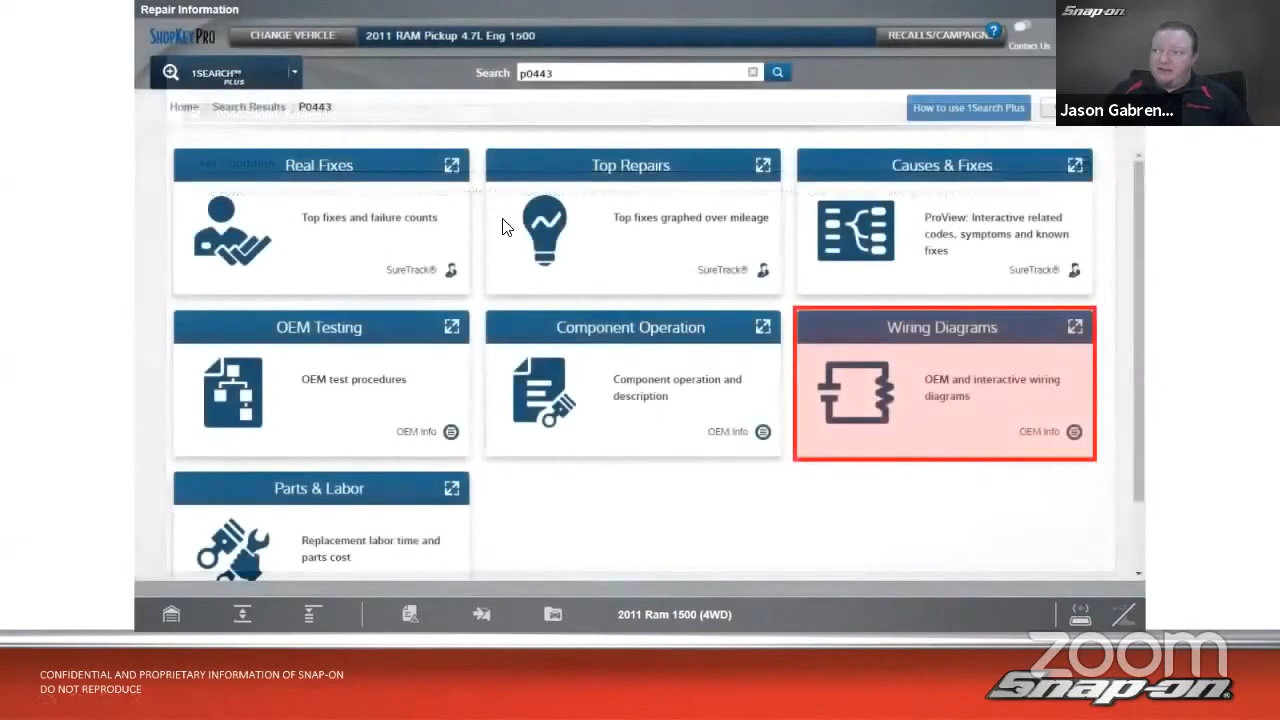 Repair Information
SHOPKEYPRO
CHANGE VEHICLE
2011 RAM Pickup 4.7L Eng 1500
RECALLS/CAMPAIGN
?
Contact Us
Snap-on
Jason Gabren...
1SEARCH™
PLUS
Search
p0443
Home
Search Results
P0443
How to use 1Search Plus
Real Fixes
Top fixes and failure counts
SureTrack®
Top Repairs
Top fixes graphed over mileage
SureTrack®
Causes & Fixes
ProView: Interactive related
codes, symptoms and known
fixes
SureTrack®
OEM Testing
OEM test procedures
OEM Info
Component Operation
Component operation and
description
OEM Info
Wiring Diagrams
OEM and interactive wiring
diagrams
OEM Info
Parts & Labor
Replacement labor time and
parts cost
2011 Ram 1500 (4WD)
CONFIDENTIAL AND PROPRIETARY INFORMATION OF SNAP-ON
DO NOT REPRODUCE
zoom
Snap-on®